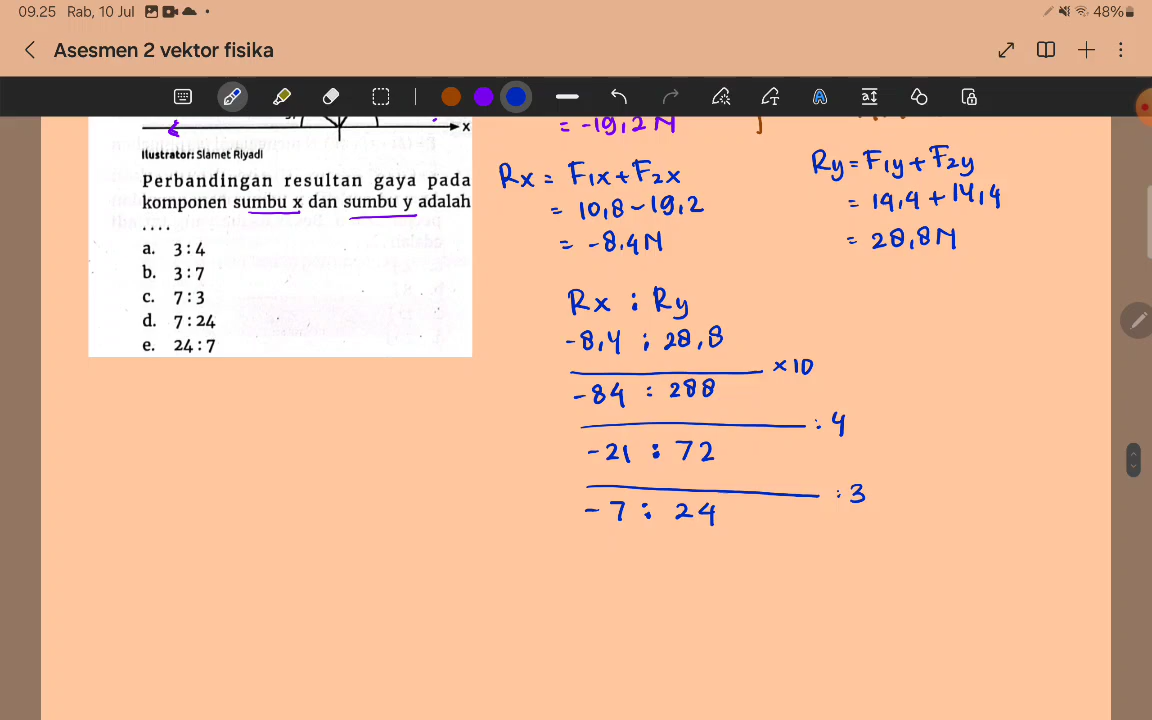 09.25 Rab, 10 Jul 48%
Asesmen 2 vektor fisika
x
= -19,2 N
Ilustrator: Slamet Riyadi
Perbandingan resultan gaya pada
komponen sumbu x dan sumbu y adalah
....
a. 3 : 4
b. 3 : 7
c. 7 : 3
d. 7 : 24
e. 24 : 7
Rx = F1x + F2x
= 10,8 - 19,2
= -8,4 N
Ry = F1y + F2y
= 14,4 + 14,4
= 28,8 N
Rx : Ry
-8,4 : 28,8
x 10
-84 : 288
: 4
-21 : 72
: 3
-7 : 24